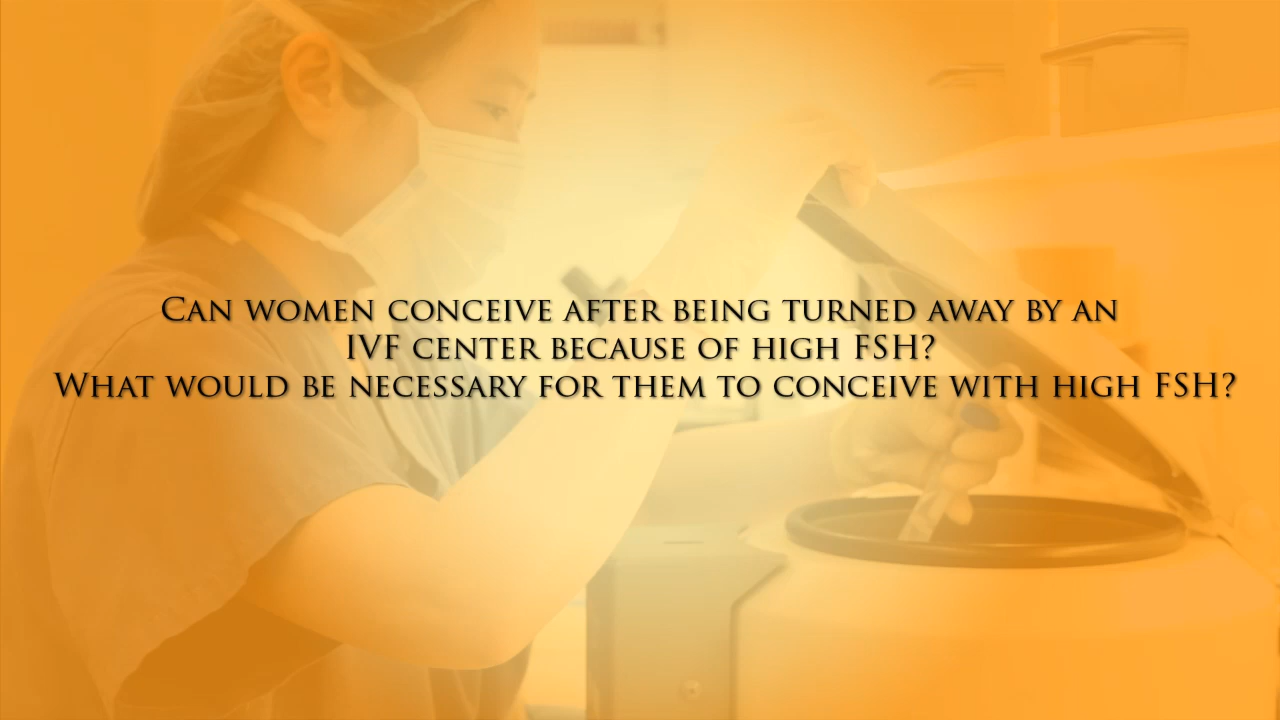 Can women conceive after being turned away by an
IVF center because of high FSH?
What would be necessary for them to conceive with high FSH?